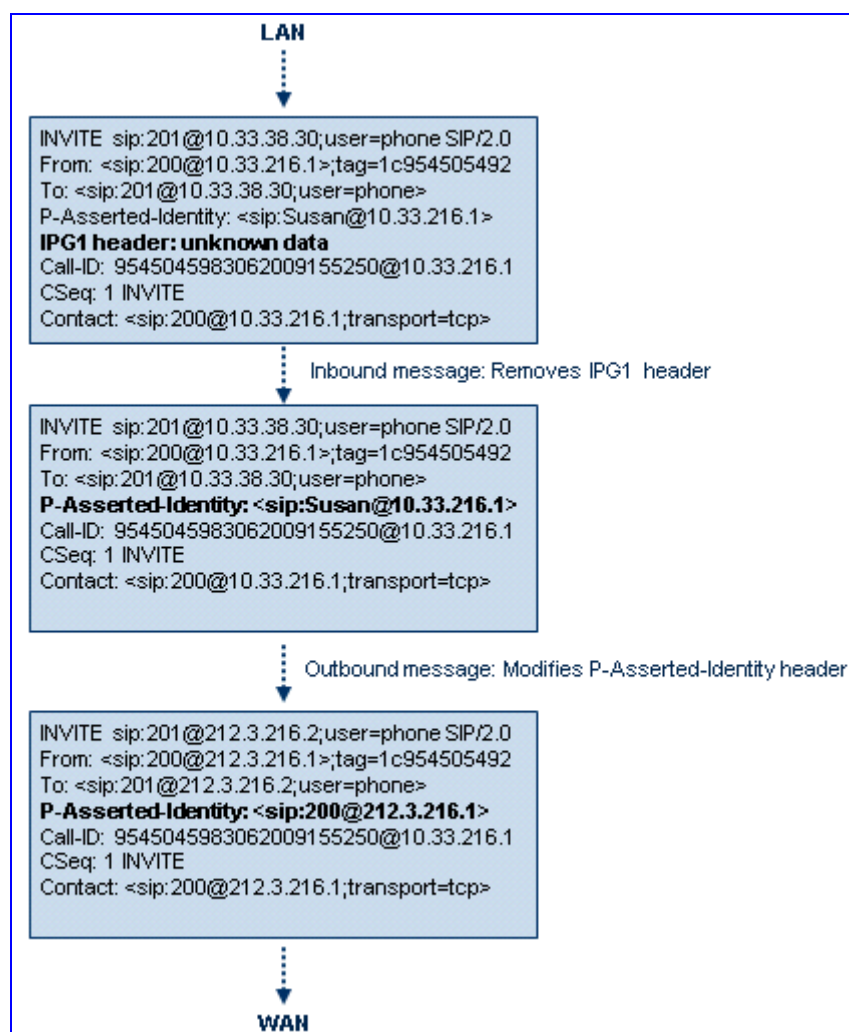 LAN
INVITE sip:201@10.33.38.30;user=phone SIP/2.0
From: <sip:200@10.33.216.1>;tag=1c954505492
To: <sip:201@10.33.38.30;user=phone>
P-Asserted-Identity: <sip:Susan@10.33.216.1>
IPG1 header: unknown data
Call-ID: 95450459830620091​55250@10.33.216.1
CSeq: 1 INVITE
Contact: <sip:200@10.33.216.1;transport=tcp>
Inbound message: Removes IPG1 header
INVITE sip:201@10.33.38.30;user=phone SIP/2.0
From: <sip:200@10.33.216.1>;tag=1c954505492
To: <sip:201@10.33.38.30;user=phone>
P-Asserted-Identity: <sip:Susan@10.33.216.1>
Call-ID: 9545045983062009155250@10.33.216.1
CSeq: 1 INVITE
Contact: <sip:200@10.33.216.1;transport=tcp>
Outbound message: Modifies P-Asserted-Identity header
INVITE sip:201@212.3.216.2;user=phone SIP/2.0
From: <sip:200@212.3.216.1>;tag=1c954505492
To: <sip:201@212.3.216.2;user=phone>
P-Asserted-Identity: <sip:200@212.3.216.1>
Call-ID: 9545045983062009155250@10.33.216.1
CSeq: 1 INVITE
Contact: <sip:200@212.3.216.1;transport=tcp>
WAN